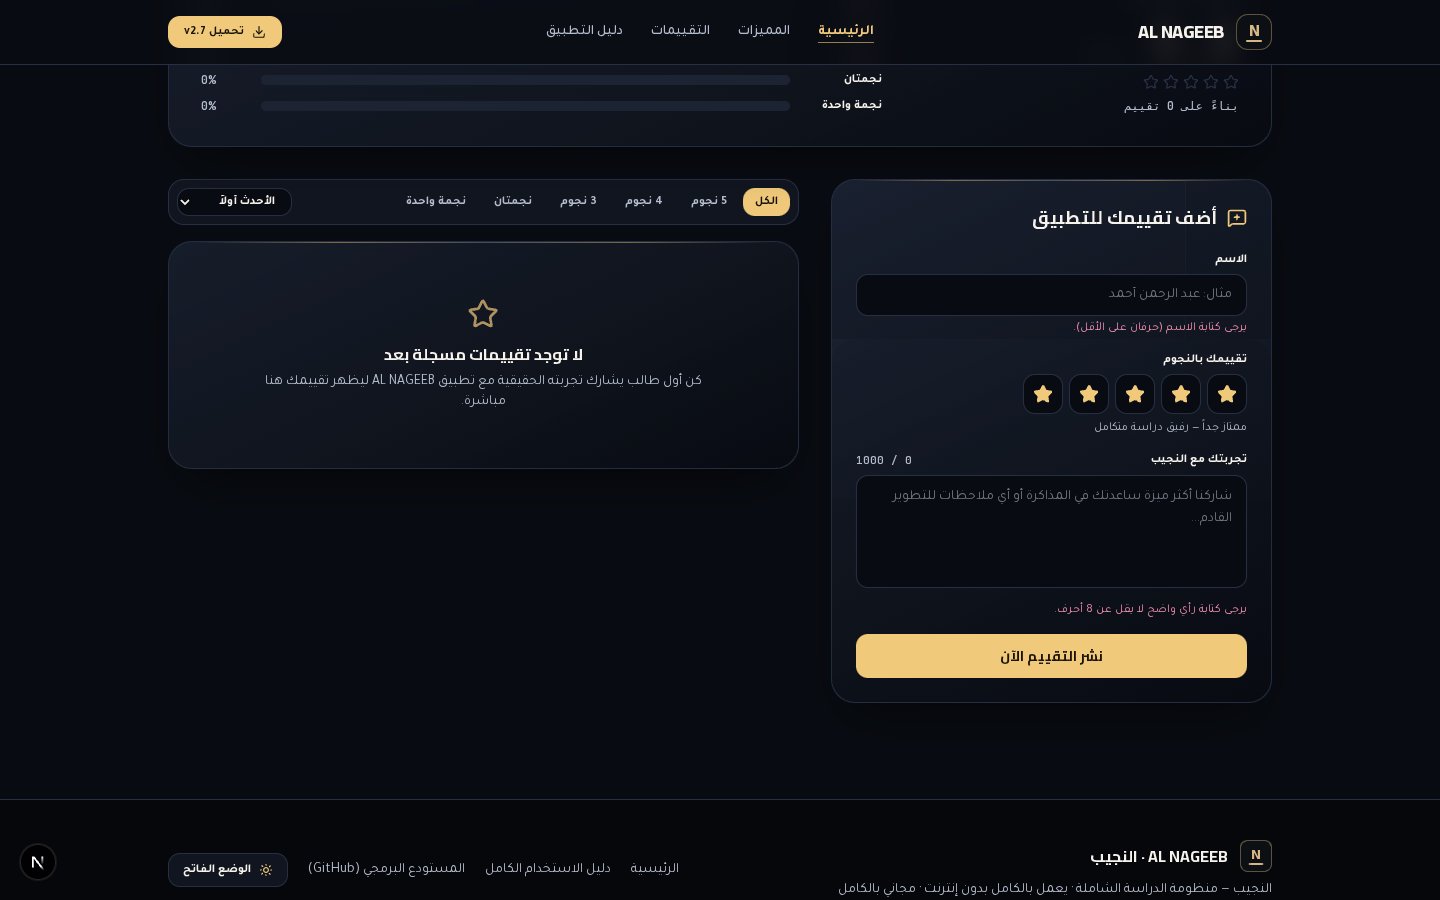 N
AL NAGEEB
الرئيسية
المميزات
التقييمات
دليل التطبيق
تحميل v2.7
نجمتان
0%
نجمة واحدة
0%
بناءً على 0 تقييم
أضف تقييمك للتطبيق
الاسم
مثال: عبد الرحمن أحمد
يرجى كتابة الاسم (حرفان على الأقل).
تقييمك بالنجوم
ممتاز جداً – رفيق دراسة متكامل
تجربتك مع النجيب
0 / 1000
شاركنا أكثر ميزة ساعدتك في المذاكرة أو أي ملاحظات للتطوير
القادم...
يرجى كتابة رأي واضح لا يقل عن 8 أحرف.
نشر التقييم الآن
الكل
5 نجوم
4 نجوم
3 نجوم
نجمتان
نجمة واحدة
الأحدث أولاً
لا توجد تقييمات مسجلة بعد
كن أول طالب يشارك تجربته الحقيقية مع تطبيق AL NAGEEB ليظهر تقييمك هنا
مباشرة.
N
AL NAGEEB · النجيب
النجيب – منظومة الدراسة الشاملة · يعمل بالكامل بدون إنترنت · مجاني بالكامل
الرئيسية
دليل الاستخدام الكامل
المستودع البرمجي (GitHub)
الوضع الفاتح
N